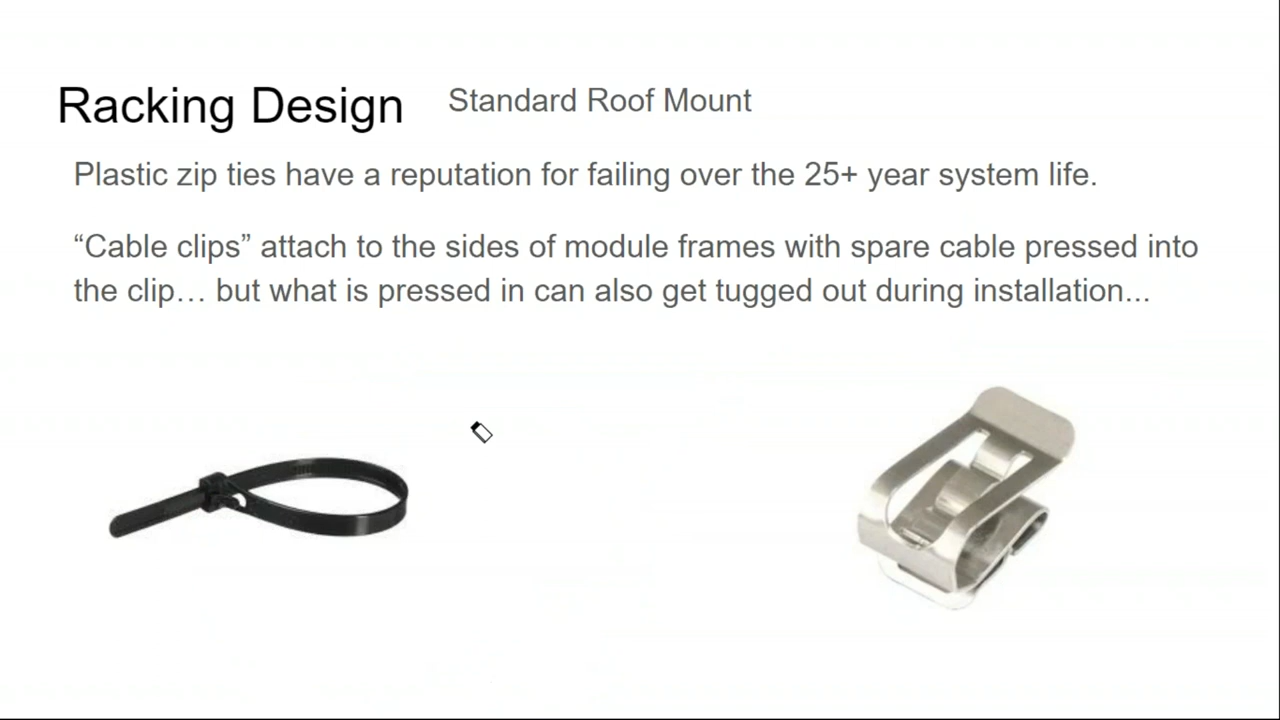 Racking Design Standard Roof Mount
Plastic zip ties have a reputation for failing over the 25+ year system life.
“Cable clips” attach to the sides of module frames with spare cable pressed into
the clip… but what is pressed in can also get tugged out during installation...